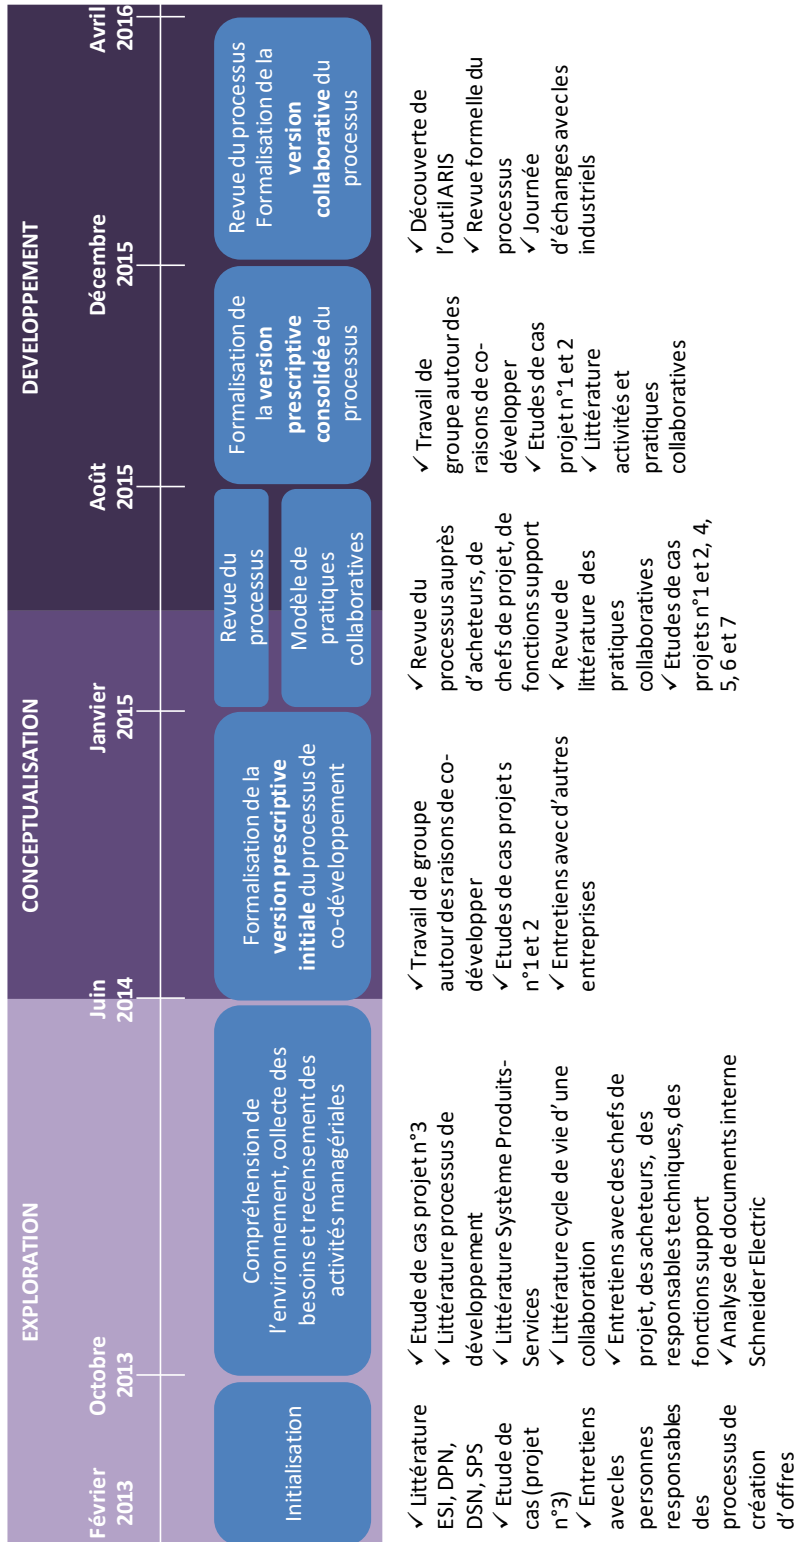 EXPLORATION
CONCEPTUALISATION
DEVELOPPEMENT
Février
2013
Octobre
2013
Juin
2014
Janvier
2015
Août
2015
Décembre
2015
Avril
2016
Initialisation
Compréhension de
l'environnement, collecte des
besoins et recensement des
activités managériales
Formalisation de la
version prescriptive
initiale du processus de
co-développement
Revue du
processus
Modèle de
pratiques
collaboratives
Formalisation de
la version
prescriptive
consolidée du
processus
Revue du processus
Formalisation de la
version
collaborative du
processus
✓ Littérature
ESI, DPN,
DSN, SPS
✓ Etude de
cas (projet
n°3)
✓ Entretiens
avec les
personnes
responsables
des
processus de
création
d'offres
✓ Etude de cas projet n°3
✓ Littérature processus de
développement
✓ Littérature Système Produits-
Services
✓ Littérature cycle de vie d'une
collaboration
✓ Entretiens avec des chefs de
projet, des acheteurs, des
responsables techniques, des
fonctions support
✓ Analyse de documents interne
Schneider Electric
✓ Travail de groupe
autour des raisons de co-
développer
✓ Etudes de cas projets
n°1 et 2
✓ Entretiens avec d'autres
entreprises
✓ Revue du
processus auprès
d'acheteurs, de
chefs de projet, de
fonctions support
✓ Revue de
littérature des
pratiques
collaboratives
✓ Etudes de cas
projets n°1 et 2, 4,
5, 6 et 7
✓ Travail de
groupe autour des
raisons de co-
développer
✓ Etudes de cas
projet n°1 et 2
✓ Littérature
activités et
pratiques
collaboratives
✓ Découverte de
l'outil ARIS
✓ Revue formelle du
processus
✓ Journée
d'échanges avec les
industriels